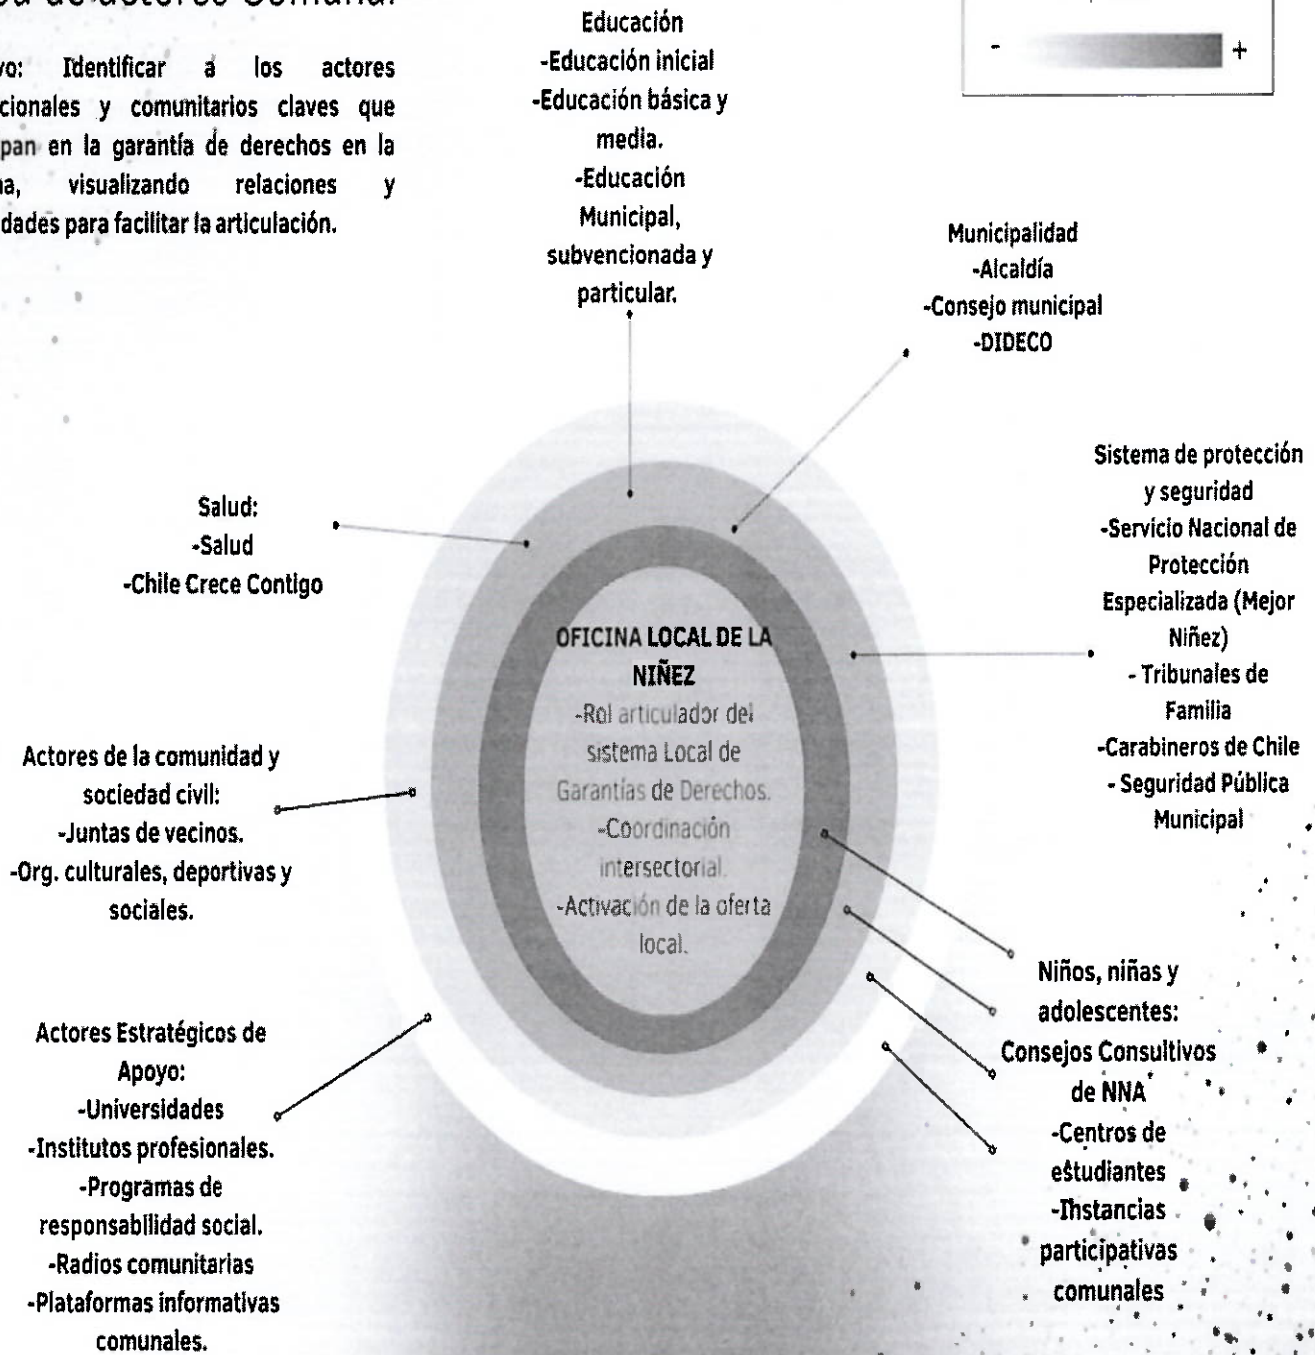 de actores Comunal
Identificar a los actores
y comunitarios claves que
en la garantía de derechos en la
visualizando relaciones y
para facilitar la articulación.
- +
Educación
-Educación inicial
-Educación básica y
media.
-Educación
Municipal,
subvencionada y
particular.
Municipalidad
-Alcaldía
-Consejo municipal
-DIDECO
Sistema de protección
y seguridad
-Servicio Nacional de
Protección
Especializada (Mejor
Niñez)
- Tribunales de
Familia
-Carabineros de Chile
- Seguridad Pública
Municipal
Salud:
-Salud
-Chile Crece Contigo
OFICINA LOCAL DE LA
NIÑEZ
-Rol articulador del
sistema Local de
Garantías de Derechos.
-Coordinación
intersectorial.
-Activación de la oferta
local.
Actores de la comunidad y
sociedad civil:
-Juntas de vecinos.
-Org. culturales, deportivas y
sociales.
Niños, niñas y
adolescentes:
Consejos Consultivos
de NNA
-Centros de
estudiantes
-Instancias
participativas
comunales
Actores Estratégicos de
Apoyo:
-Universidades
-Institutos profesionales.
-Programas de
responsabilidad social.
-Radios comunitarias
-Plataformas informativas
comunales.